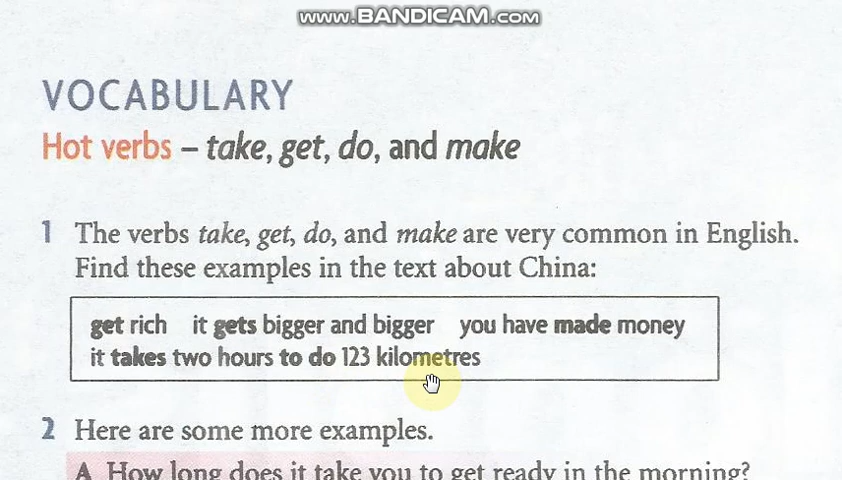 www.BANDICAM.com
VOCABULARY
Hot verbs – take, get, do, and make
1 The verbs take, get, do, and make are very common in English.
Find these examples in the text about China:
get rich it gets bigger and bigger you have made money
it takes two hours to do 123 kilometres
2 Here are some more examples.
A How long does it take you to get ready in the morning?